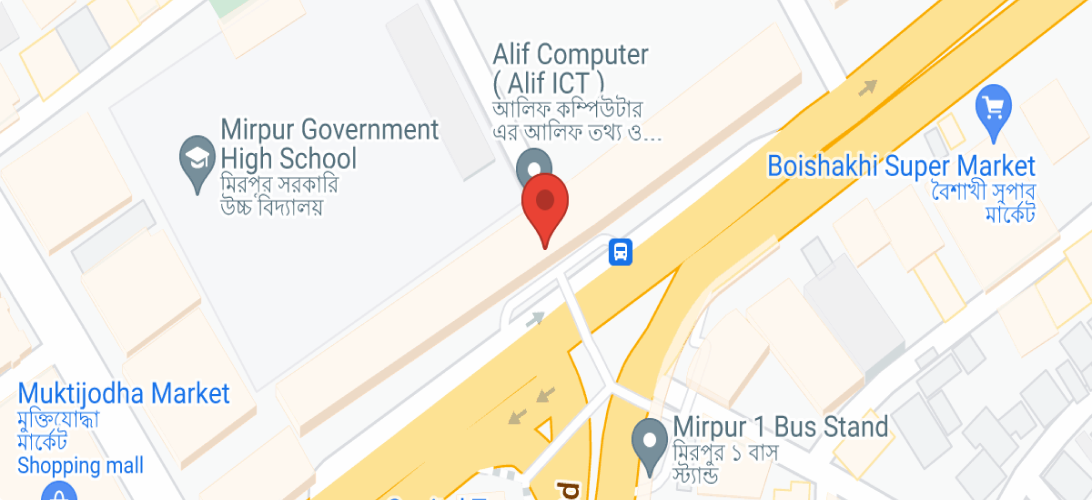 Alif Computer
( Alif ICT )
আলিফ কম্পিউটার
এর আলিফ তথ্য ও...
Mirpur Government
High School
মিরপুর সরকারি
উচ্চ বিদ্যালয়
Boishakhi Super Market
বৈশাখী সুপার
মার্কেট
Muktijodha Market
মুক্তিযোদ্ধা
মার্কেট
Shopping mall
Mirpur 1 Bus Stand
মিরপুর ১ বাস
স্ট্যান্ড